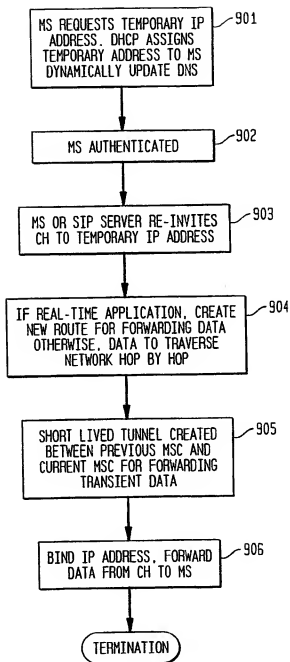 MS REQUESTS TEMPORARY IP
ADDRESS. DHCP ASSIGNS
TEMPORARY ADDRESS TO MS
DYNAMICALLY UPDATE DNS
901
MS AUTHENTICATED
902
MS OR SIP SERVER RE-INVITES
CH TO TEMPORARY IP ADDRESS
903
IF REAL-TIME APPLICATION, CREATE
NEW ROUTE FOR FORWARDING DATA
OTHERWISE, DATA TO TRAVERSE
NETWORK HOP BY HOP
904
SHORT LIVED TUNNEL CREATED
BETWEEN PREVIOUS MSC AND
CURRENT MSC FOR FORWARDING
TRANSIENT DATA
905
BIND IP ADDRESS, FORWARD
DATA FROM CH TO MS
906
TERMINATION